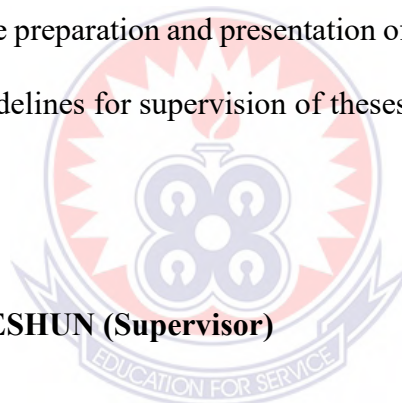 e preparation and presentation of
delines for supervision of theses
ESHUN (Supervisor)
EDUCATION FOR SERVICE